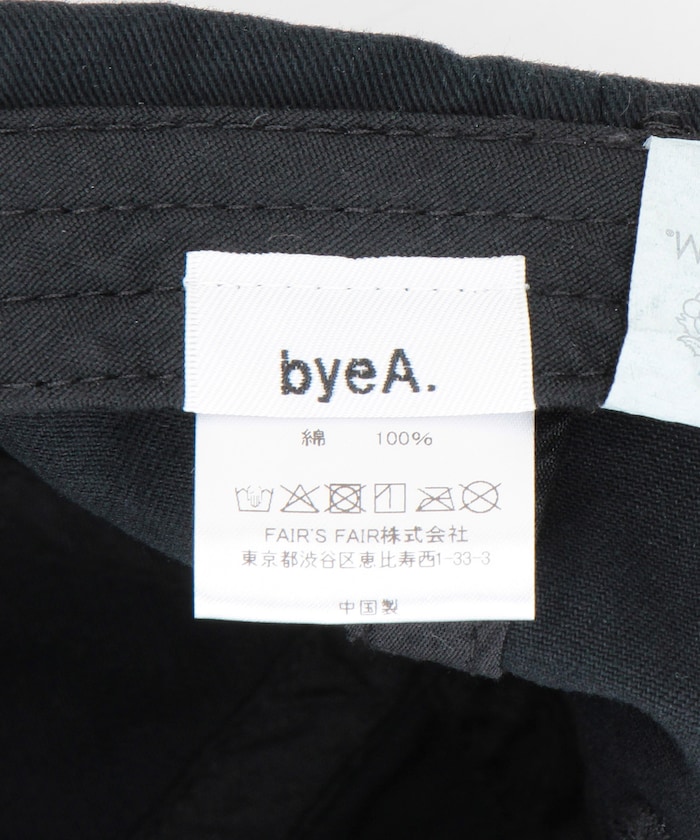 byeA.
綿 100%
FAIR'S FAIR株式会社
東京都渋谷区恵比寿西1-33-3
中国製
M.